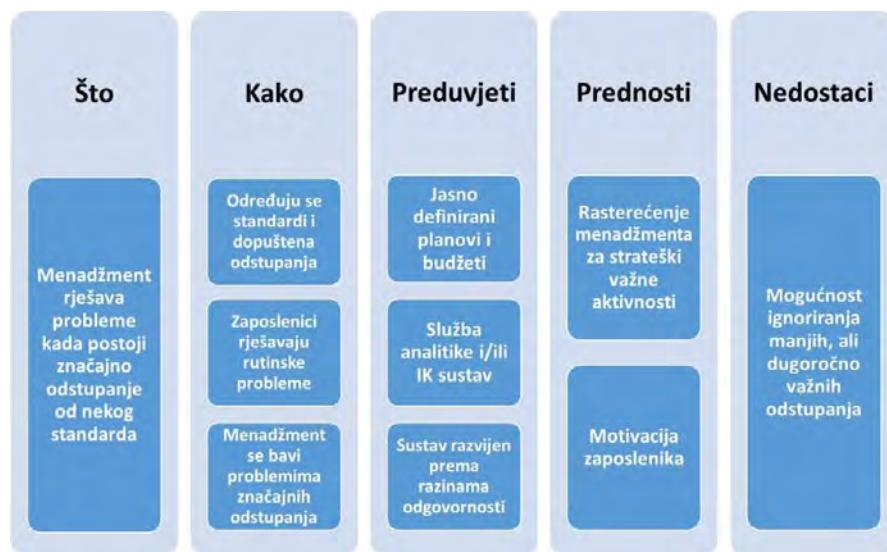 Što
Menadžment
rješava
probleme
kada postoji
značajno
odstupanje
od nekog
standarda
Kako
Određuju se
standardi i
dopuštena
odstupanja
Zaposlenici
rješavaju
rutinske
probleme
Menadžment
se bavi
problemima
značajnih
odstupanja
Preduvjeti
Jasno
definirani
planovi i
budžeti
Služba
analitike i/ili
IK sustav
Sustav razvijen
prema
razinama
odgovornosti
Prednosti
Rasterećenje
menadžmenta
za strateški
važne
aktivnosti
Motivacija
zaposlenika
Nedostaci
Mogućnost
ignoriranja
manjih, ali
dugoročno
važnih
odstupanja